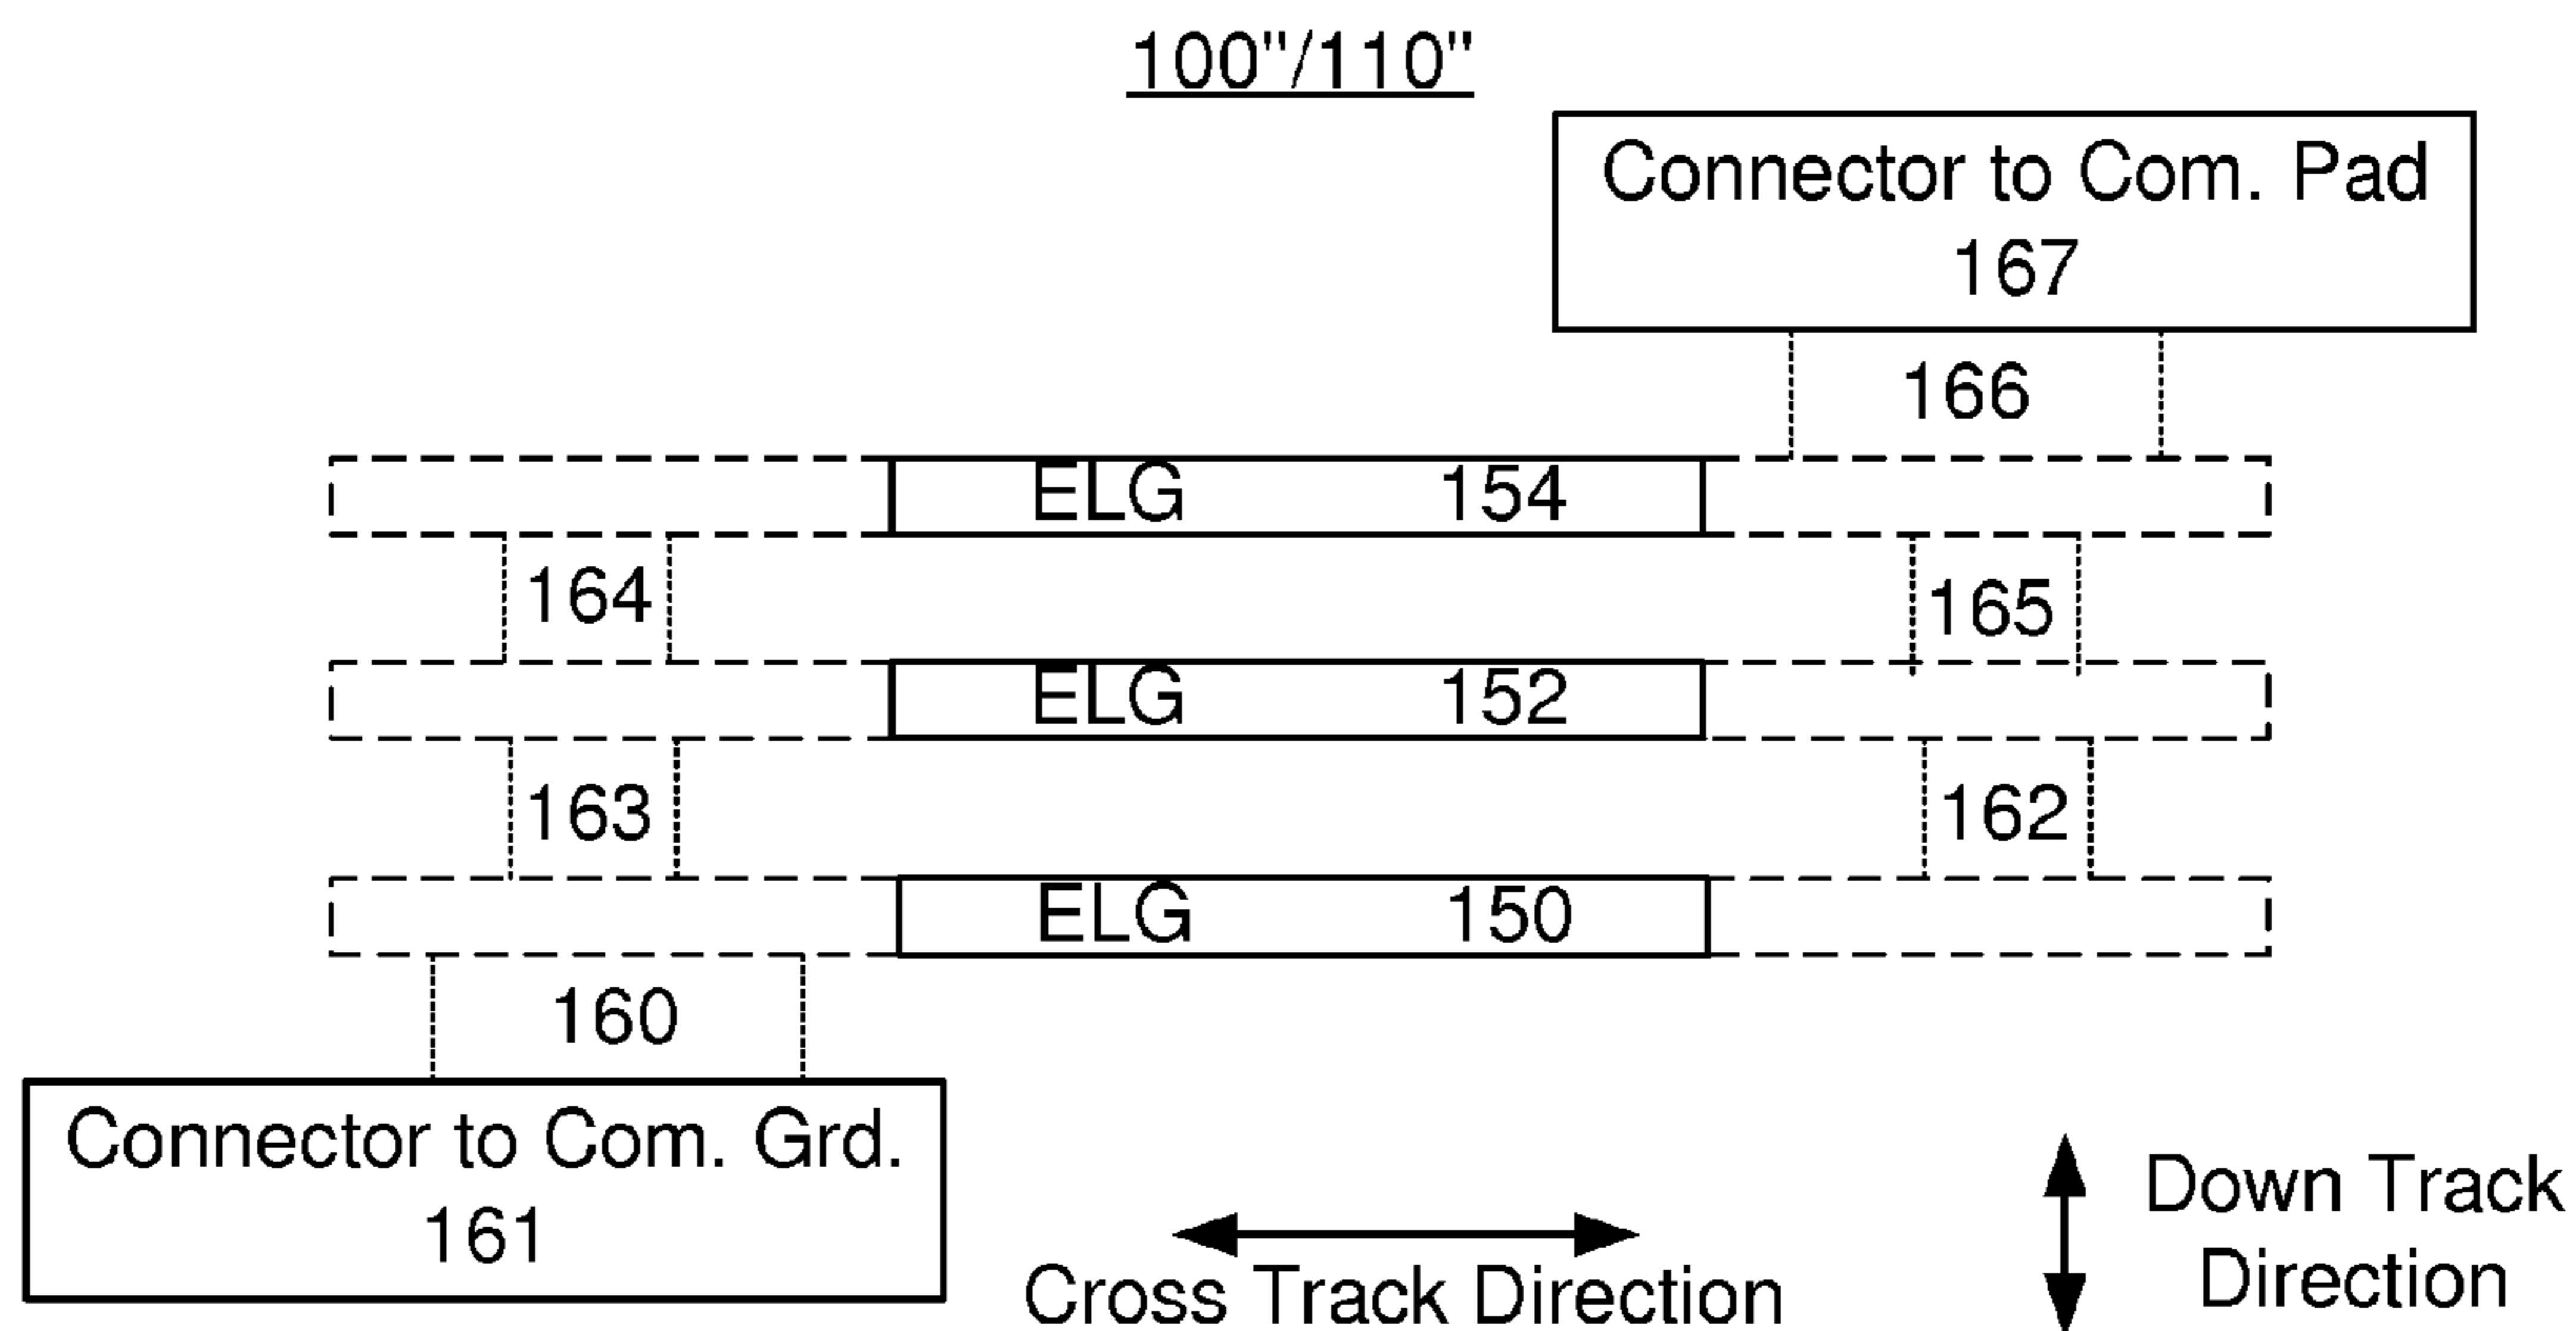 100"/110"
Connector to Com. Pad
167
166
ELG 154
164
165
ELG 152
163
162
ELG 150
160
Connector to Com. Grd.
161
Cross Track Direction
Down Track
Direction